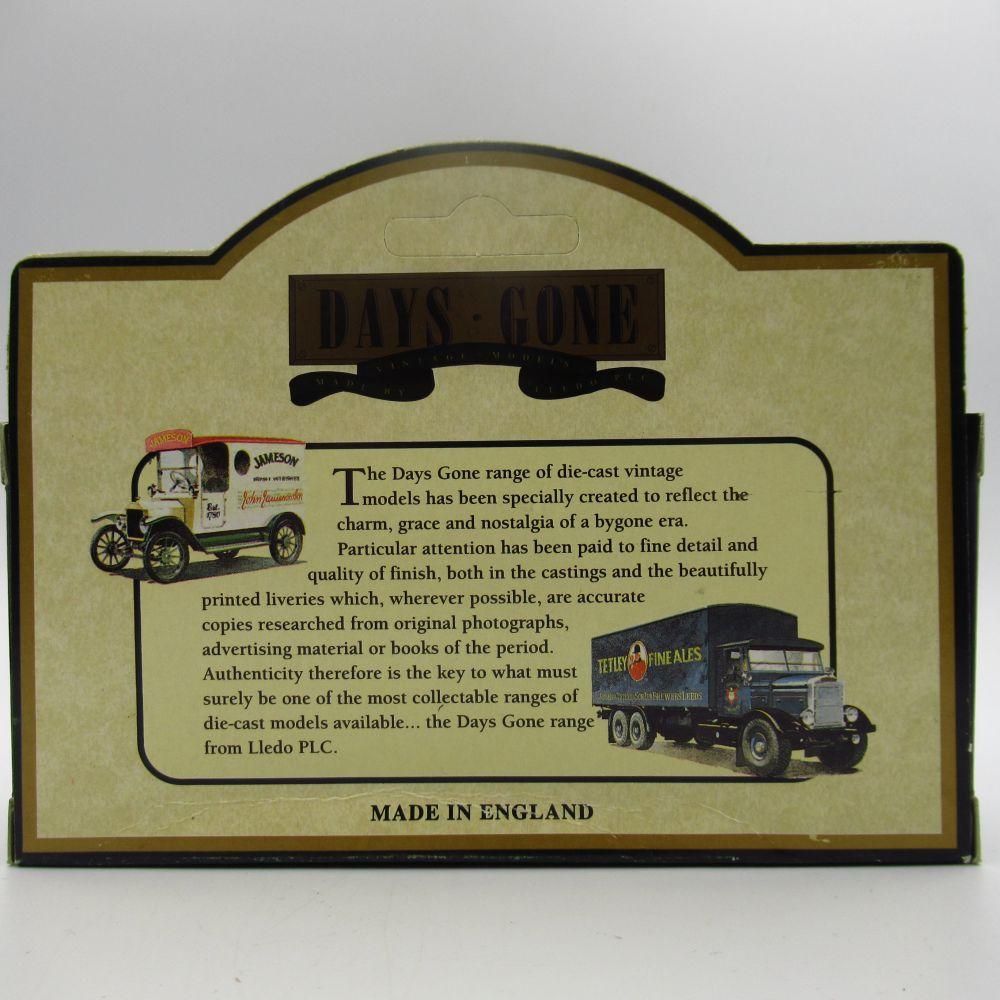 DAYS · GONE
VINTAGE MODELS
MADE BY LLEDO PLC
JAMESON
JAMESON
Est.
1780
The Days Gone range of die-cast vintage
models has been specially created to reflect the
charm, grace and nostalgia of a bygone era.
Particular attention has been paid to fine detail and
quality of finish, both in the castings and the beautifully
printed liveries which, wherever possible, are accurate
copies researched from original photographs,
advertising material or books of the period.
Authenticity therefore is the key to what must
surely be one of the most collectable ranges of
die-cast models available... the Days Gone range
from Lledo PLC.
TETLEY FINE ALES
MADE IN ENGLAND